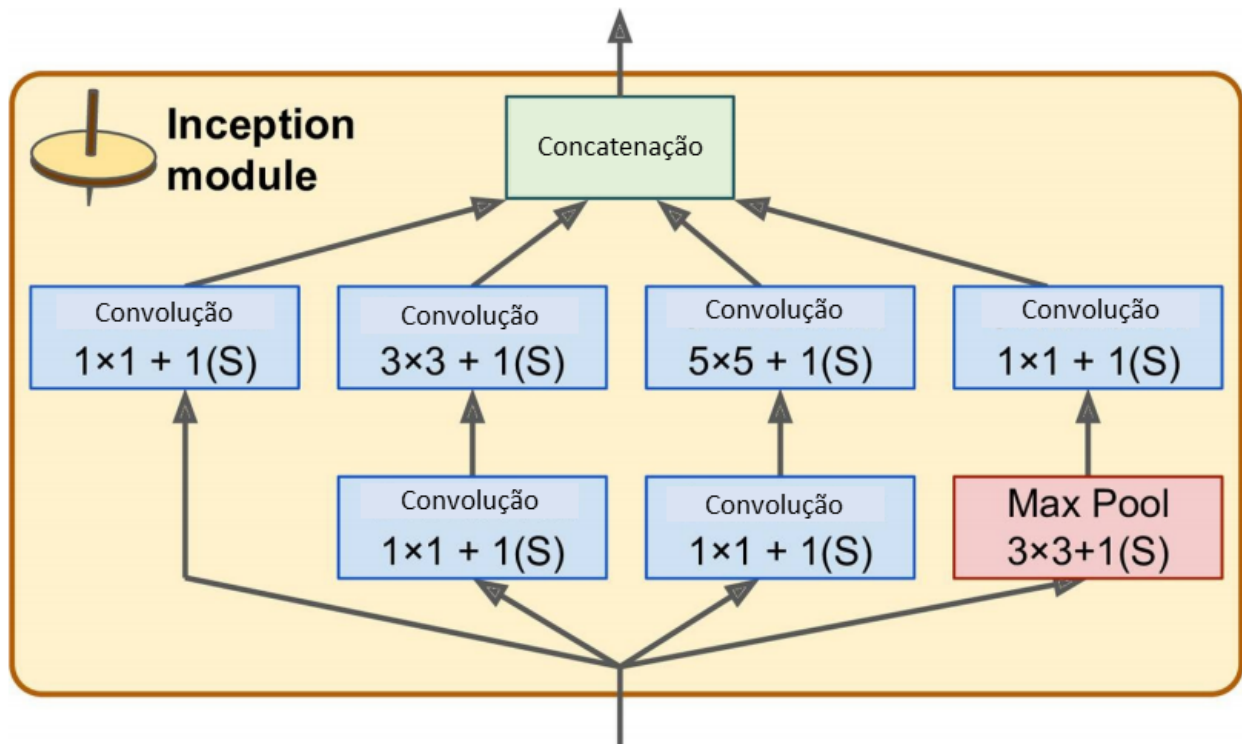 Inception
module
Concatenação
Convolução
1×1 + 1(S)
Convolução
3×3 + 1(S)
Convolução
5×5 + 1(S)
Convolução
1×1 + 1(S)
Convolução
1×1 + 1(S)
Convolução
1×1 + 1(S)
Max Pool
3×3+1(S)